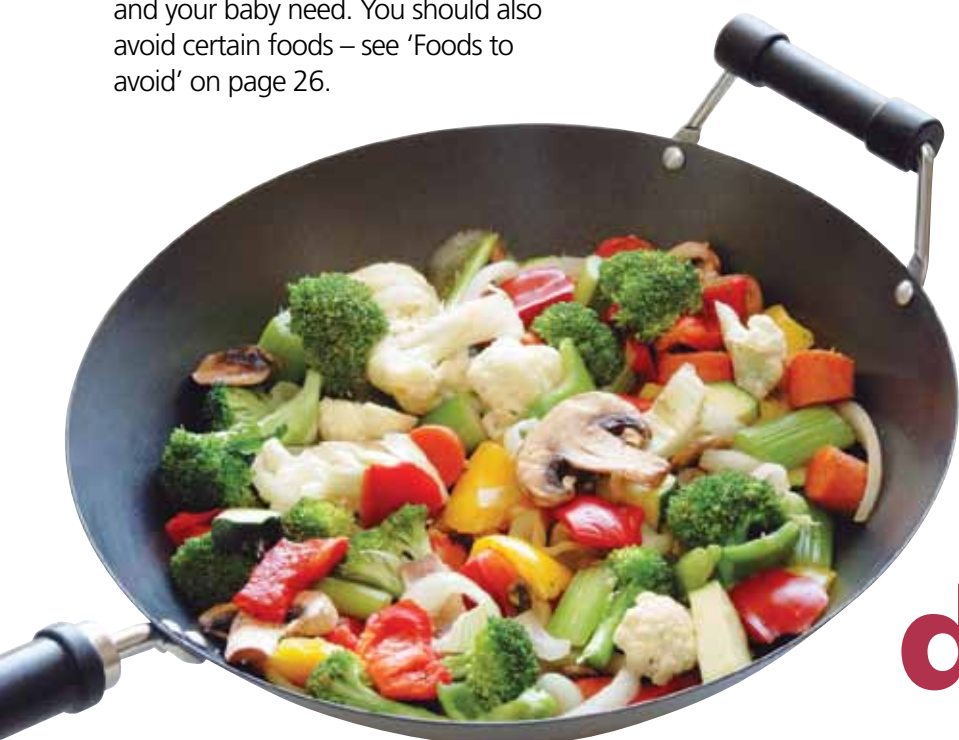 and your baby need. You should also
avoid certain foods – see ‘Foods to
avoid’ on page 26.
d